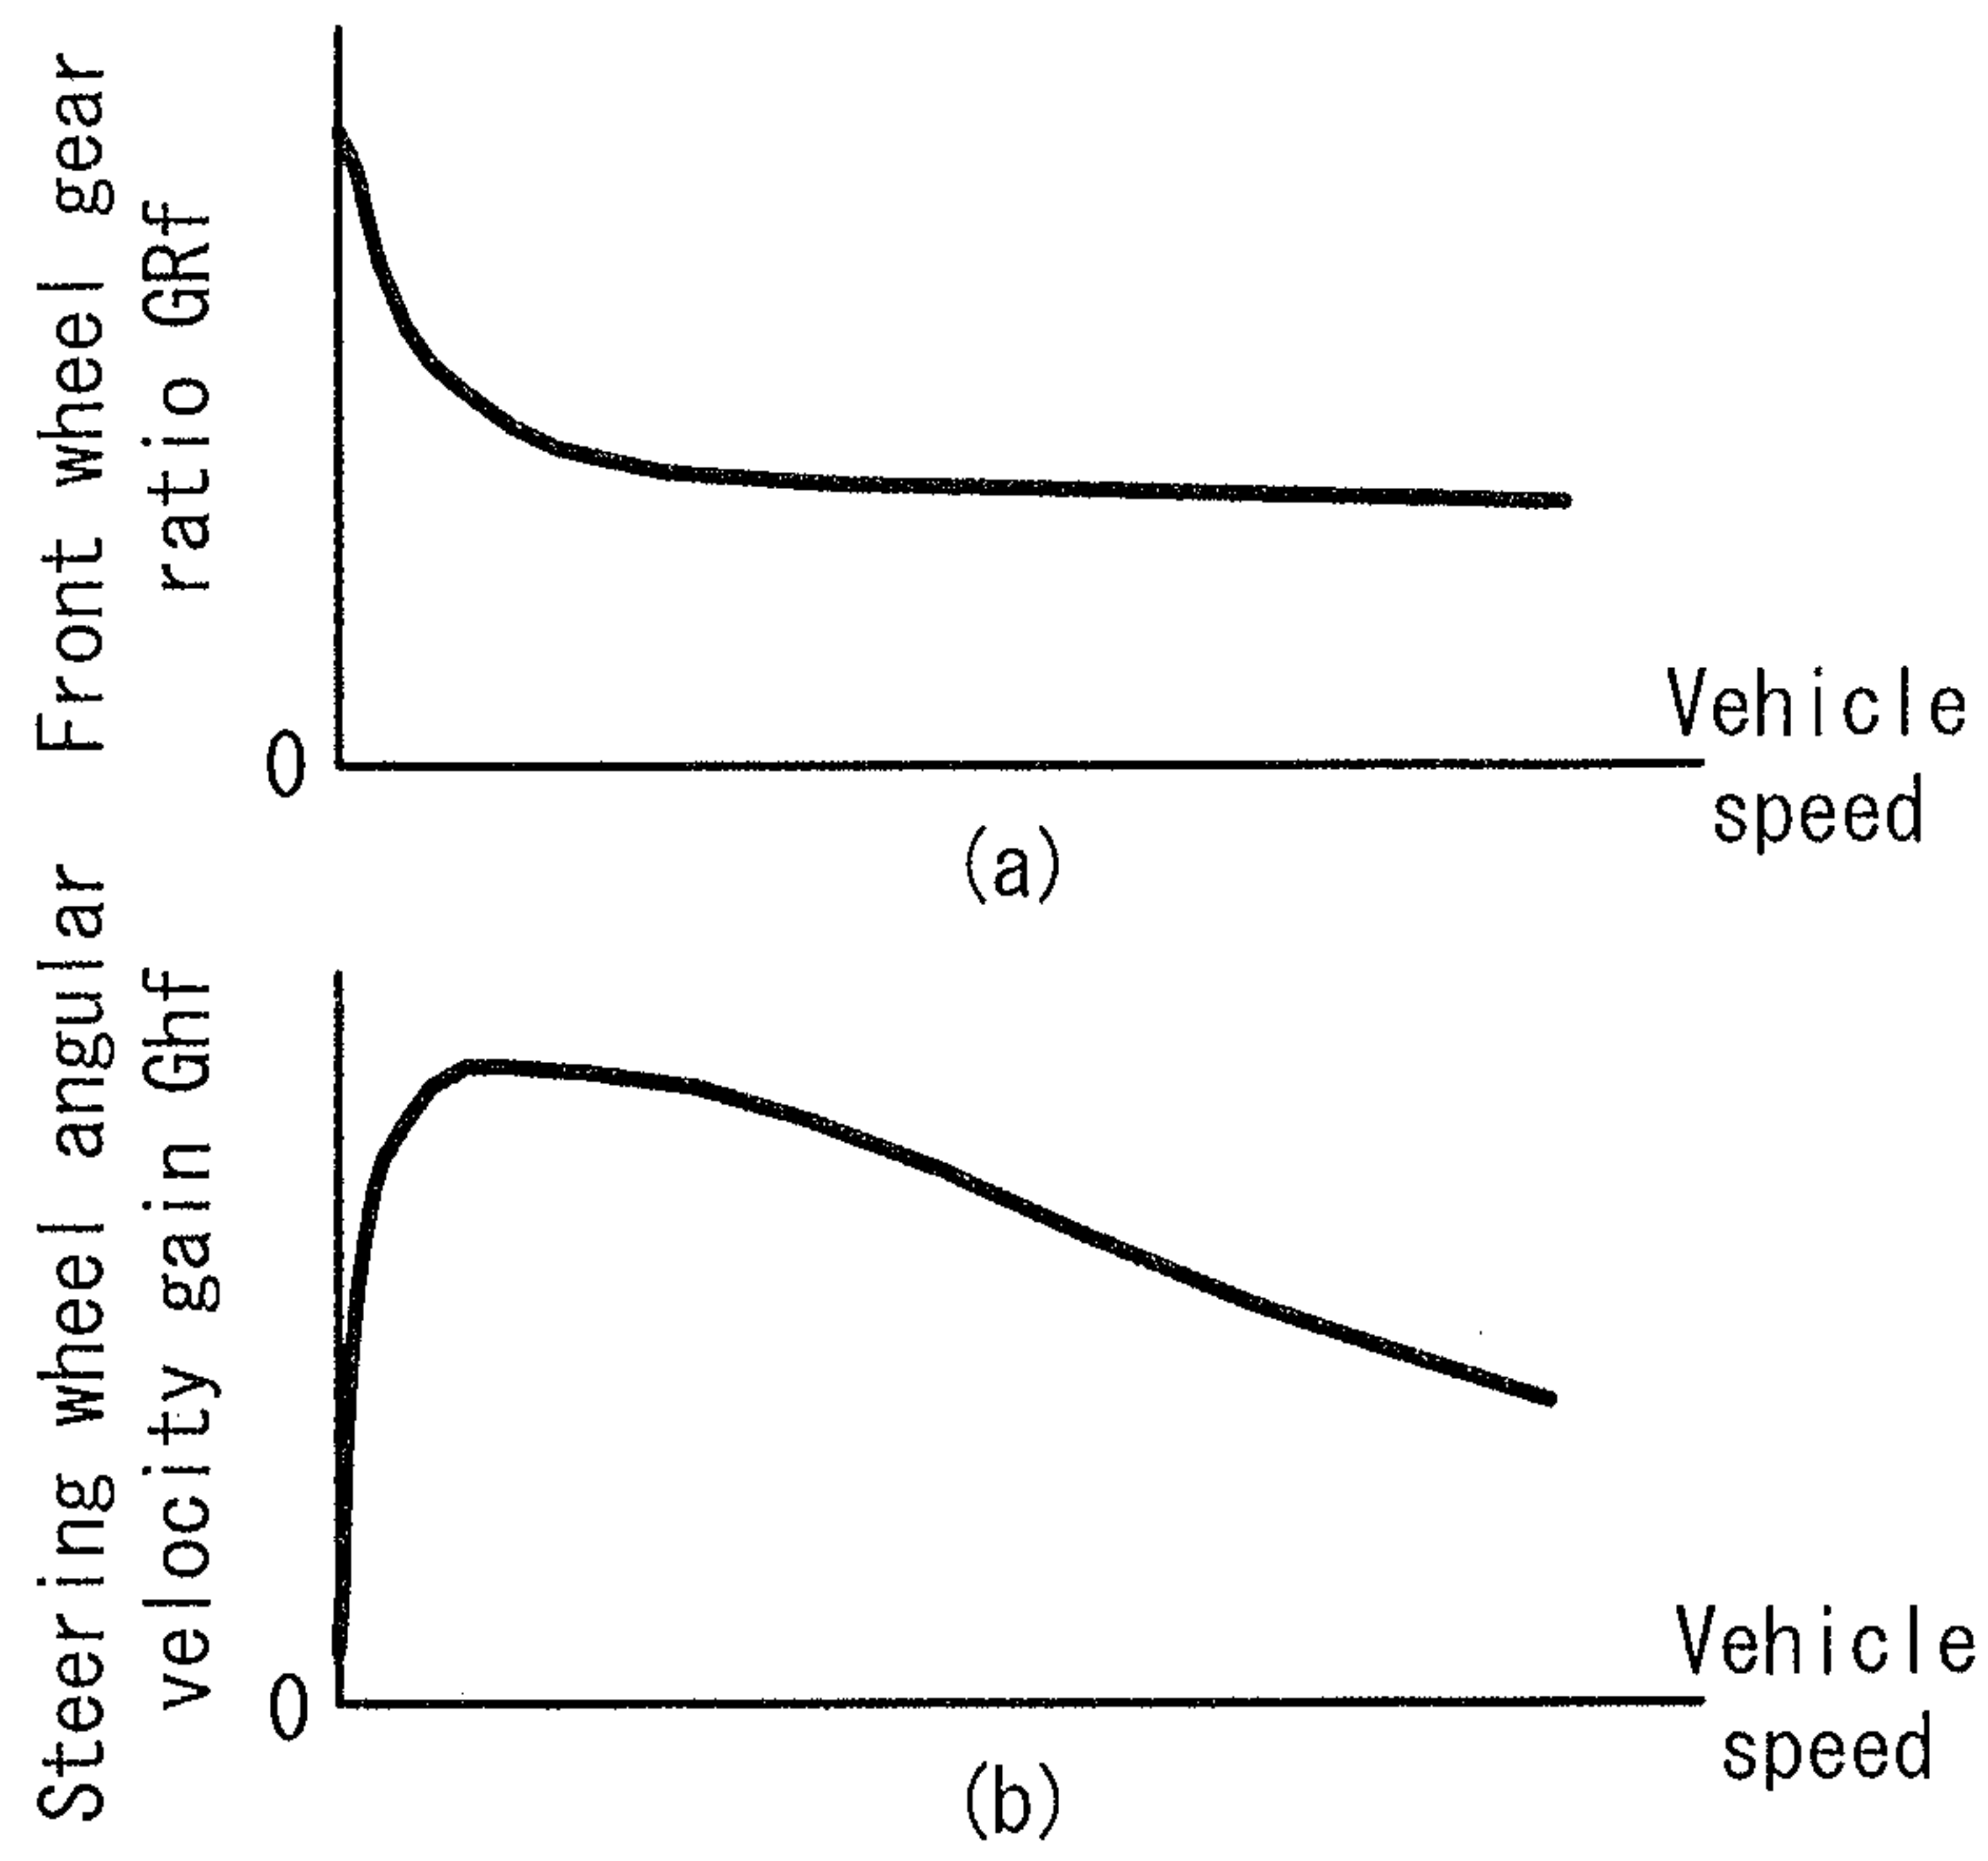 Front wheel gear
ratio GRf
0
Vehicle
speed
(a)
Steering wheel angular
velocity gain Ghf
0
Vehicle
speed
(b)